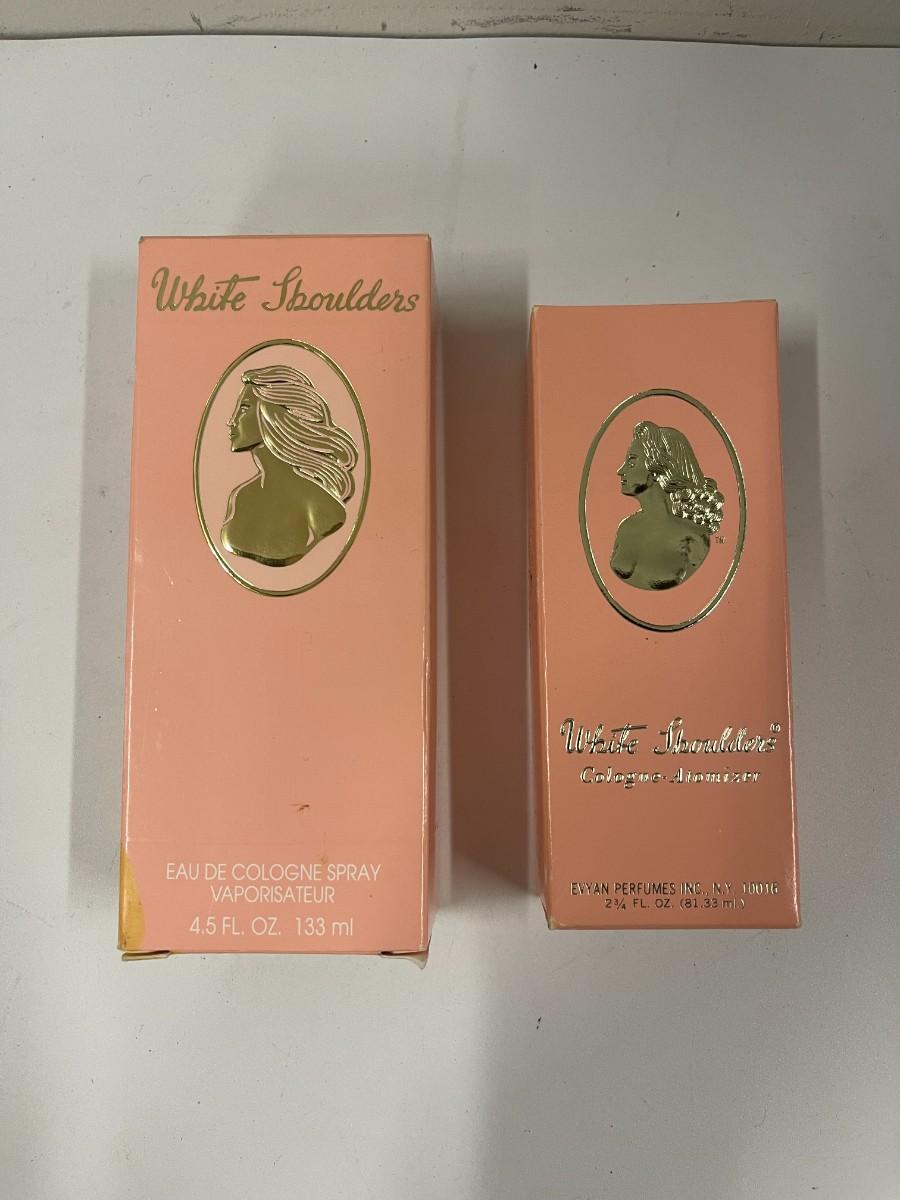 White Shoulders
EAU DE COLOGNE SPRAY
VAPORISATEUR
4.5 FL. OZ. 133 ml
TM
White Shoulders®
Cologne-Atomizer
EVYAN PERFUMES INC., N.Y. 10016
2¾ FL. OZ. (81.33 ml.)